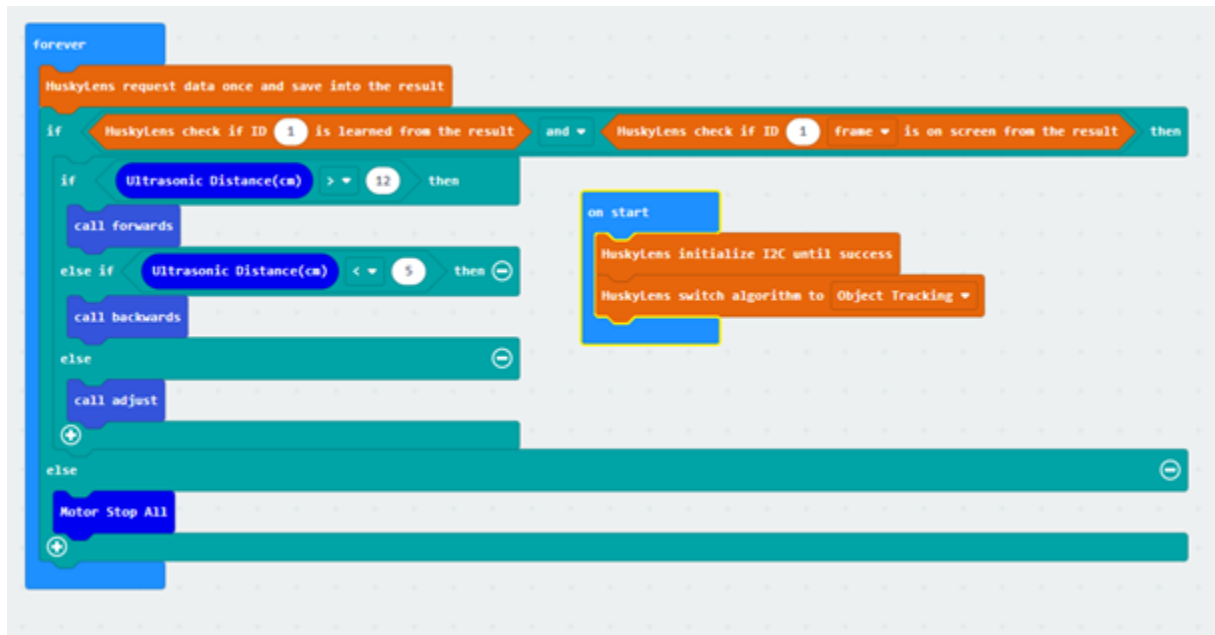 forever
HuskyLens request data once and save into the result
if HuskyLens check if ID 1 is learned from the result and HuskyLens check if ID 1 frame is on screen from the result then
if Ultrasonic Distance(cm) > 12 then
call forwards
else if Ultrasonic Distance(cm) < 5 then
call backwards
else
call adjust
else
Motor Stop All
on start
HuskyLens initialize I2C until success
HuskyLens switch algorithm to Object Tracking